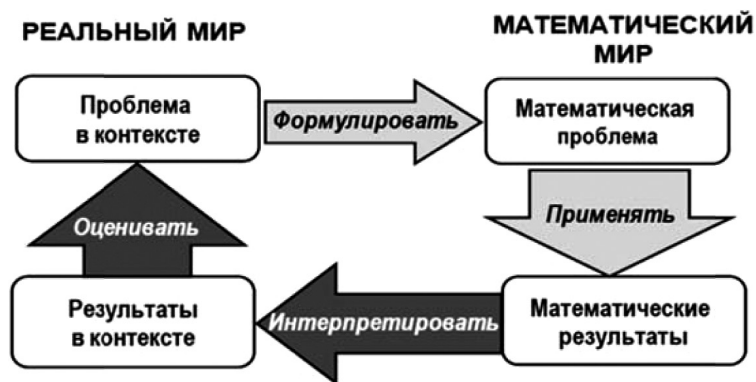 РЕАЛЬНЫЙ МИР
МАТЕМАТИЧЕСКИЙ
МИР
Проблема
в контексте
Формулировать
Математическая
проблема
Оценивать
Применять
Результаты
в контексте
Интерпретировать
Математические
результаты